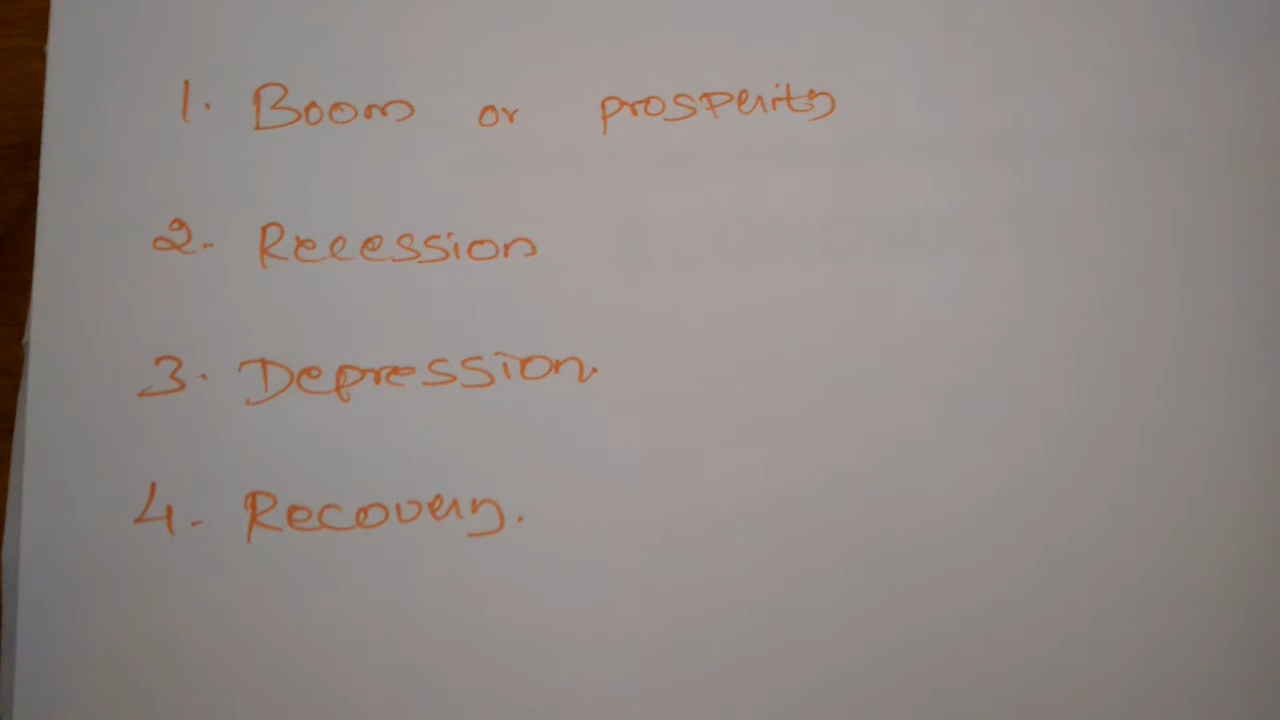 1. Boom or prosperity
2. Recession
3. Depression.
4. Recovery.